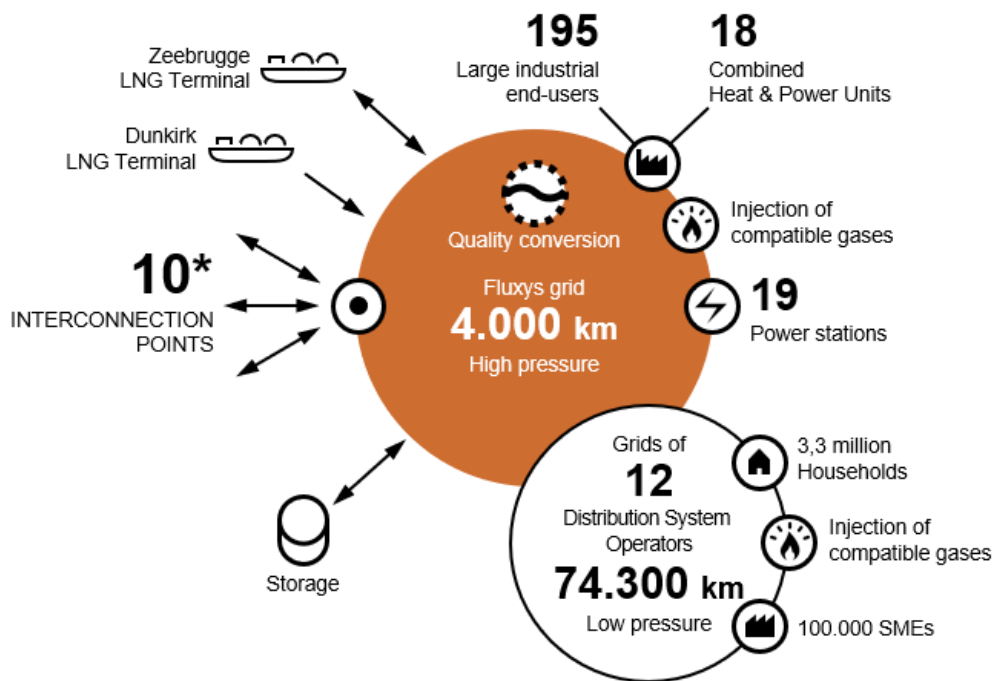 Zeebrugge
LNG Terminal
Dunkirk
LNG Terminal
10*
INTERCONNECTION
POINTS
Storage
195
Large industrial
end-users
18
Combined
Heat & Power Units
Injection of
compatible gases
19
Power stations
Quality conversion
Fluxys grid
4.000 km
High pressure
Grids of
12
Distribution System
Operators
74.300 km
Low pressure
3,3 million
Households
Injection of
compatible gases
100.000 SMEs